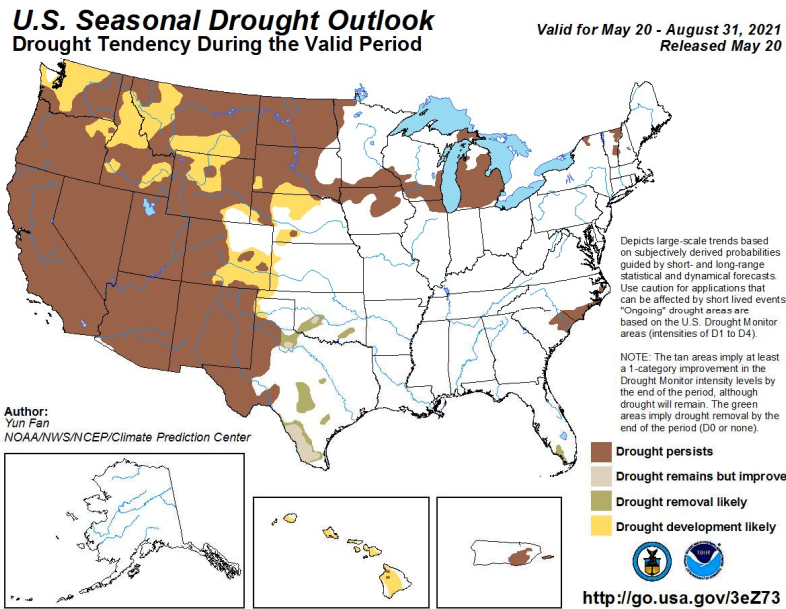 U.S. Seasonal Drought Outlook
Drought Tendency During the Valid Period
Valid for May 20 - August 31, 2021
Released May 20
Depicts large-scale trends based
on subjectively derived probabilities
guided by short- and long-range
statistical and dynamical forecasts.
Use caution for applications that
can be affected by short lived events.
"Ongoing" drought areas are
based on the U.S. Drought Monitor
areas (intensities of D1 to D4).
NOTE: The tan areas imply at least
a 1-category improvement in the
Drought Monitor intensity levels by
the end of the period, although
drought will remain. The green
areas imply drought removal by the
end of the period (D0 or none).
Author:
Yun Fan
NOAA/NWS/NCEP/Climate Prediction Center
Drought persists
Drought remains but improve
Drought removal likely
Drought development likely
http://go.usa.gov/3eZ73